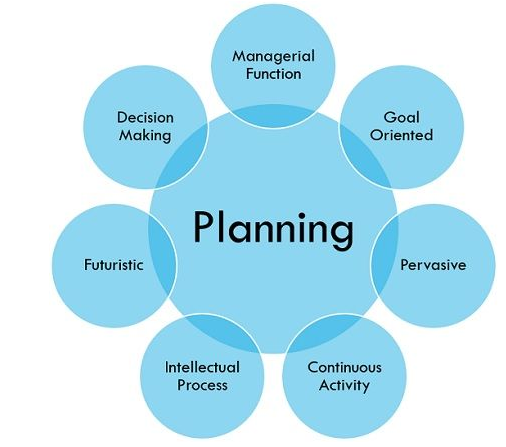 Managerial
Function
Decision
Making
Goal
Oriented
Planning
Futuristic
Pervasive
Intellectual
Process
Continuous
Activity